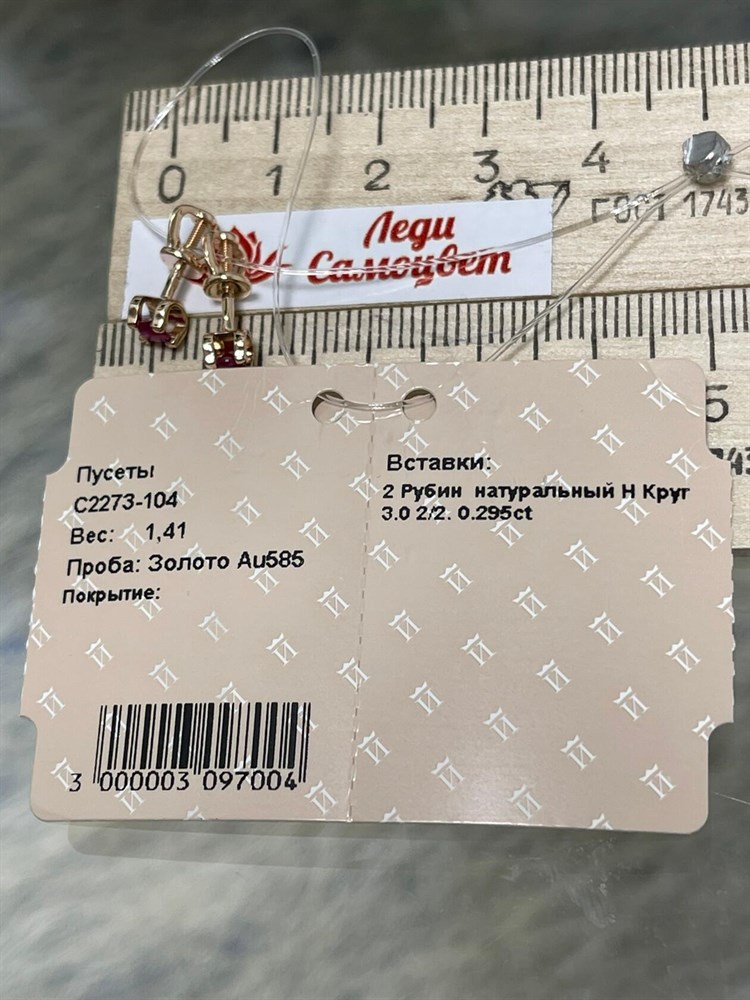 0 1 2 3 4
ГОСТ 1743
Леди
Самоцвет
5
Пусеты
С2273-104
Вес: 1,41
Проба: Золото Au585
Покрытие:
Вставки:
2 Рубин натуральный Н Круг
3.0 2/2. 0.295ct
3 000003 097004